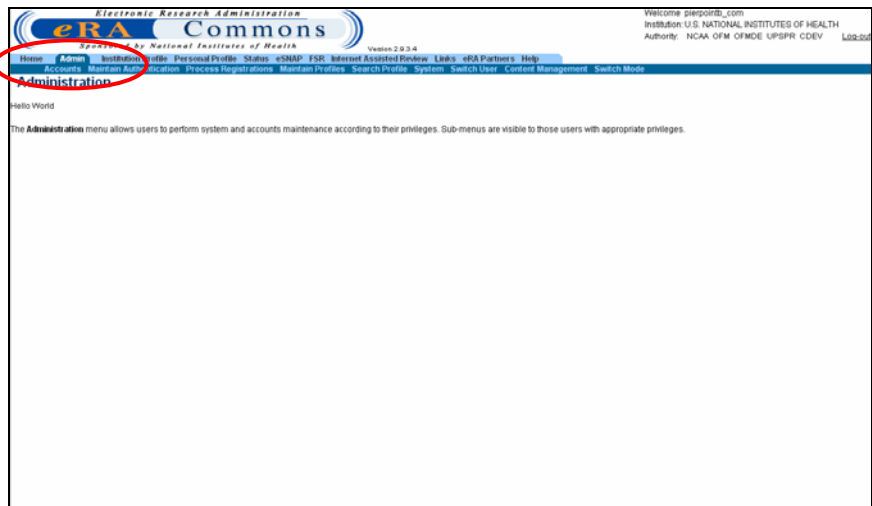 Electronic Research Administration
eRA Commons
Sponsored by National Institutes of Health
Version 2.9.3.4
Welcome pierpointb_com
Institution: U.S. NATIONAL INSTITUTES OF HEALTH
Authority: NCAA OFM OFMDE UPSPR CDEV Log-out
Home Admin Institution Profile Personal Profile Status eSNAP FSR Internet Assisted Review Links eRA Partners Help
Accounts Maintain Authentication Process Registrations Maintain Profiles Search Profile System Switch User Content Management Switch Mode
Administration
Hello World
The Administration menu allows users to perform system and accounts maintenance according to their privileges. Sub-menus are visible to those users with appropriate privileges.